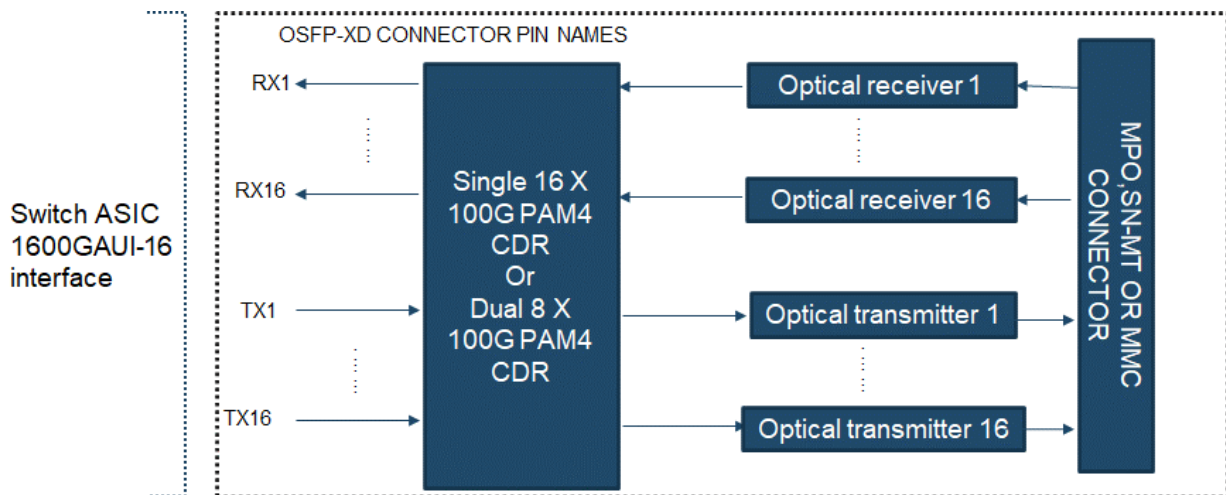 OSFP-XD CONNECTOR PIN NAMES
RX1
Optical receiver 1
RX16
Optical receiver 16
Switch ASIC
1600GAUI-16
interface
Single 16 X
100G PAM4
CDR
Or
Dual 8 X
100G PAM4
CDR
MPO,SN-MT OR MMC
CONNECTOR
TX1
Optical transmitter 1
TX16
Optical transmitter 16